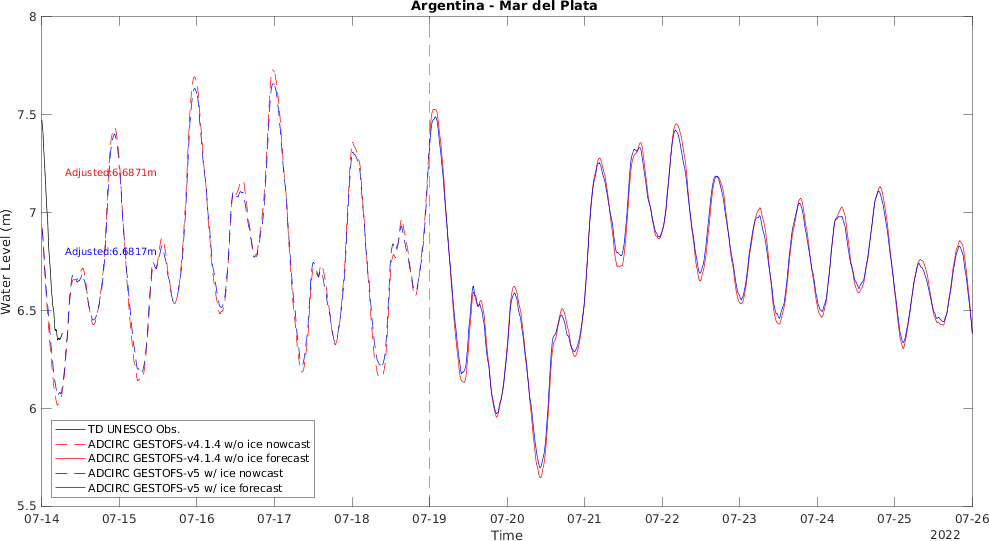 Argentina - Mar del Plata
8
7.5
7
6.5
6
5.5
Water Level (m)
Adjusted:6.6871m
Adjusted:6.6817m
TD UNESCO Obs.
ADCIRC GESTOFS-v4.1.4 w/o ice nowcast
ADCIRC GESTOFS-v4.1.4 w/o ice forecast
ADCIRC GESTOFS-v5 w/ ice nowcast
ADCIRC GESTOFS-v5 w/ ice forecast
07-14 07-15 07-16 07-17 07-18 07-19 07-20 07-21 07-22 07-23 07-24 07-25 07-26
Time
2022